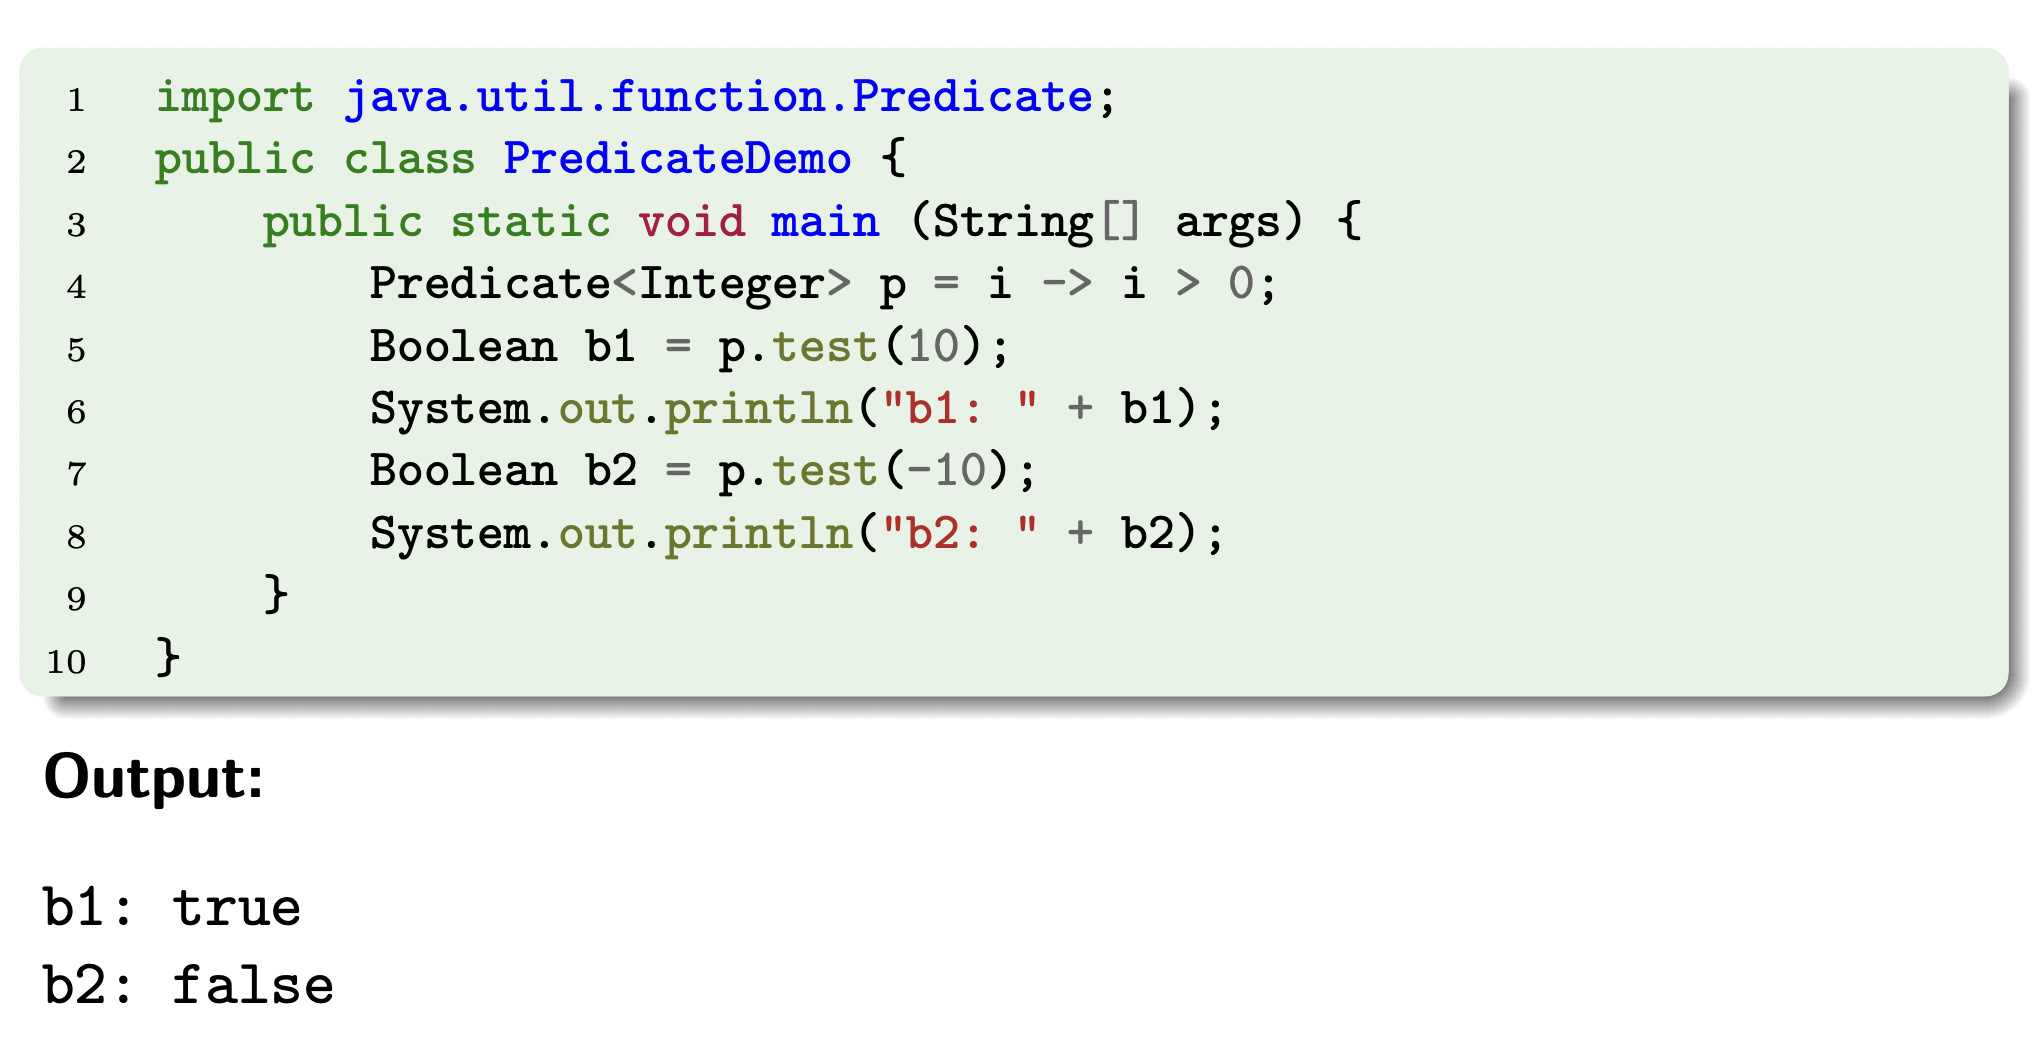 1 import java.util.function.Predicate;
2 public class PredicateDemo {
3     public static void main (String[] args) {
4         Predicate<Integer> p = i -> i > 0;
5         Boolean b1 = p.test(10);
6         System.out.println("b1: " + b1);
7         Boolean b2 = p.test(-10);
8         System.out.println("b2: " + b2);
9     }
10 }
Output:
b1: true
b2: false